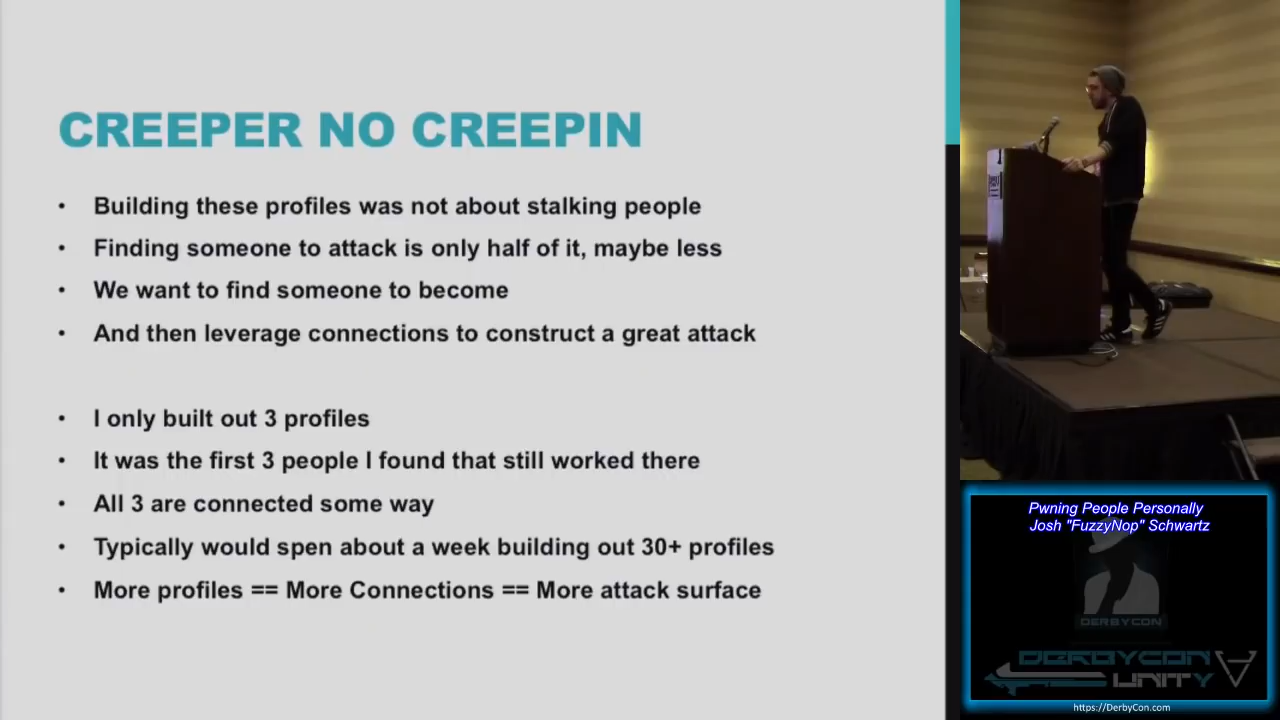 CREEPER NO CREEPIN
• Building these profiles was not about stalking people
• Finding someone to attack is only half of it, maybe less
• We want to find someone to become
• And then leverage connections to construct a great attack
• I only built out 3 profiles
• It was the first 3 people I found that still worked there
• All 3 are connected some way
• Typically would spen about a week building out 30+ profiles
• More profiles == More Connections == More attack surface
Pwning People Personally
Josh "FuzzyNop" Schwartz
DERBYCON
DERBYCON
UNITY
https://DerbyCon.com